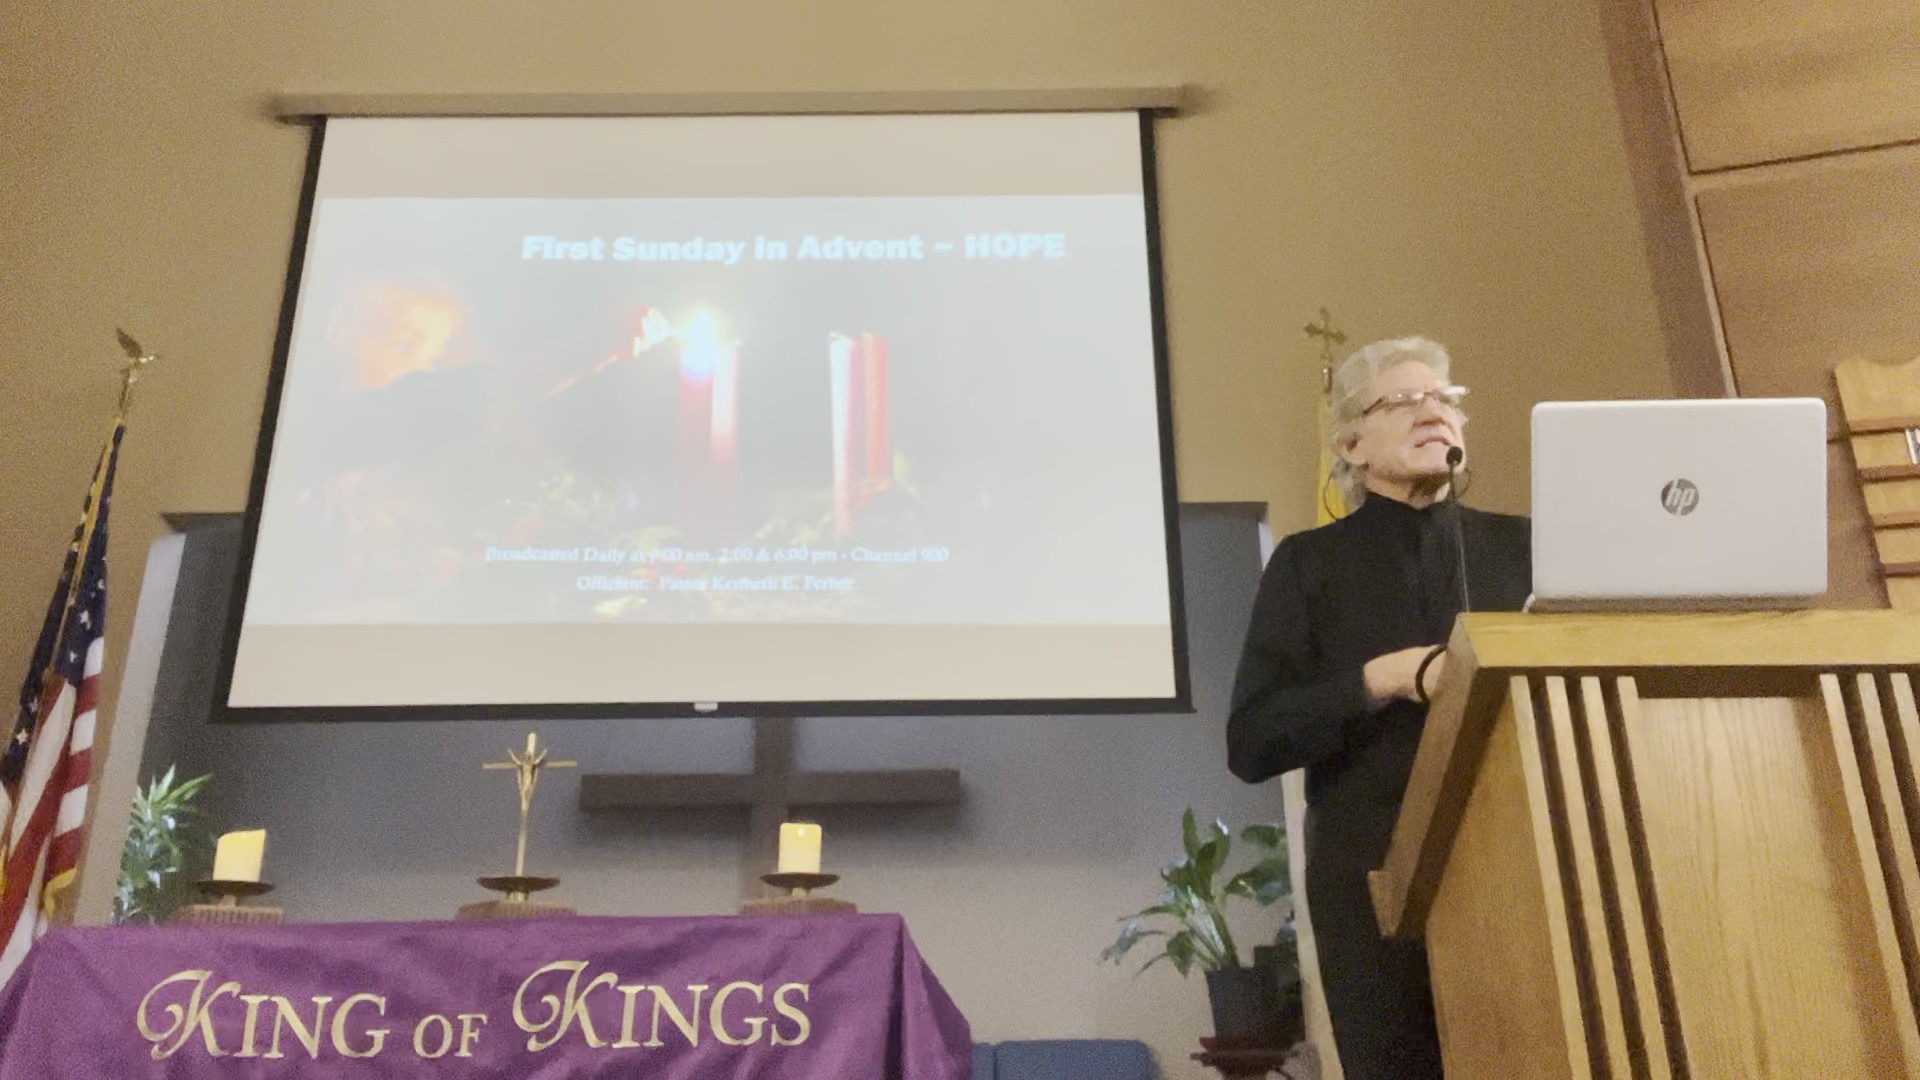 First Sunday in Advent – HOPE
Broadcasted Daily at 9:00 am, 2:00 & 6:00 pm - Channel 900
Officiant: Pastor Kenneth E. Ferber
hp
KING OF KINGS